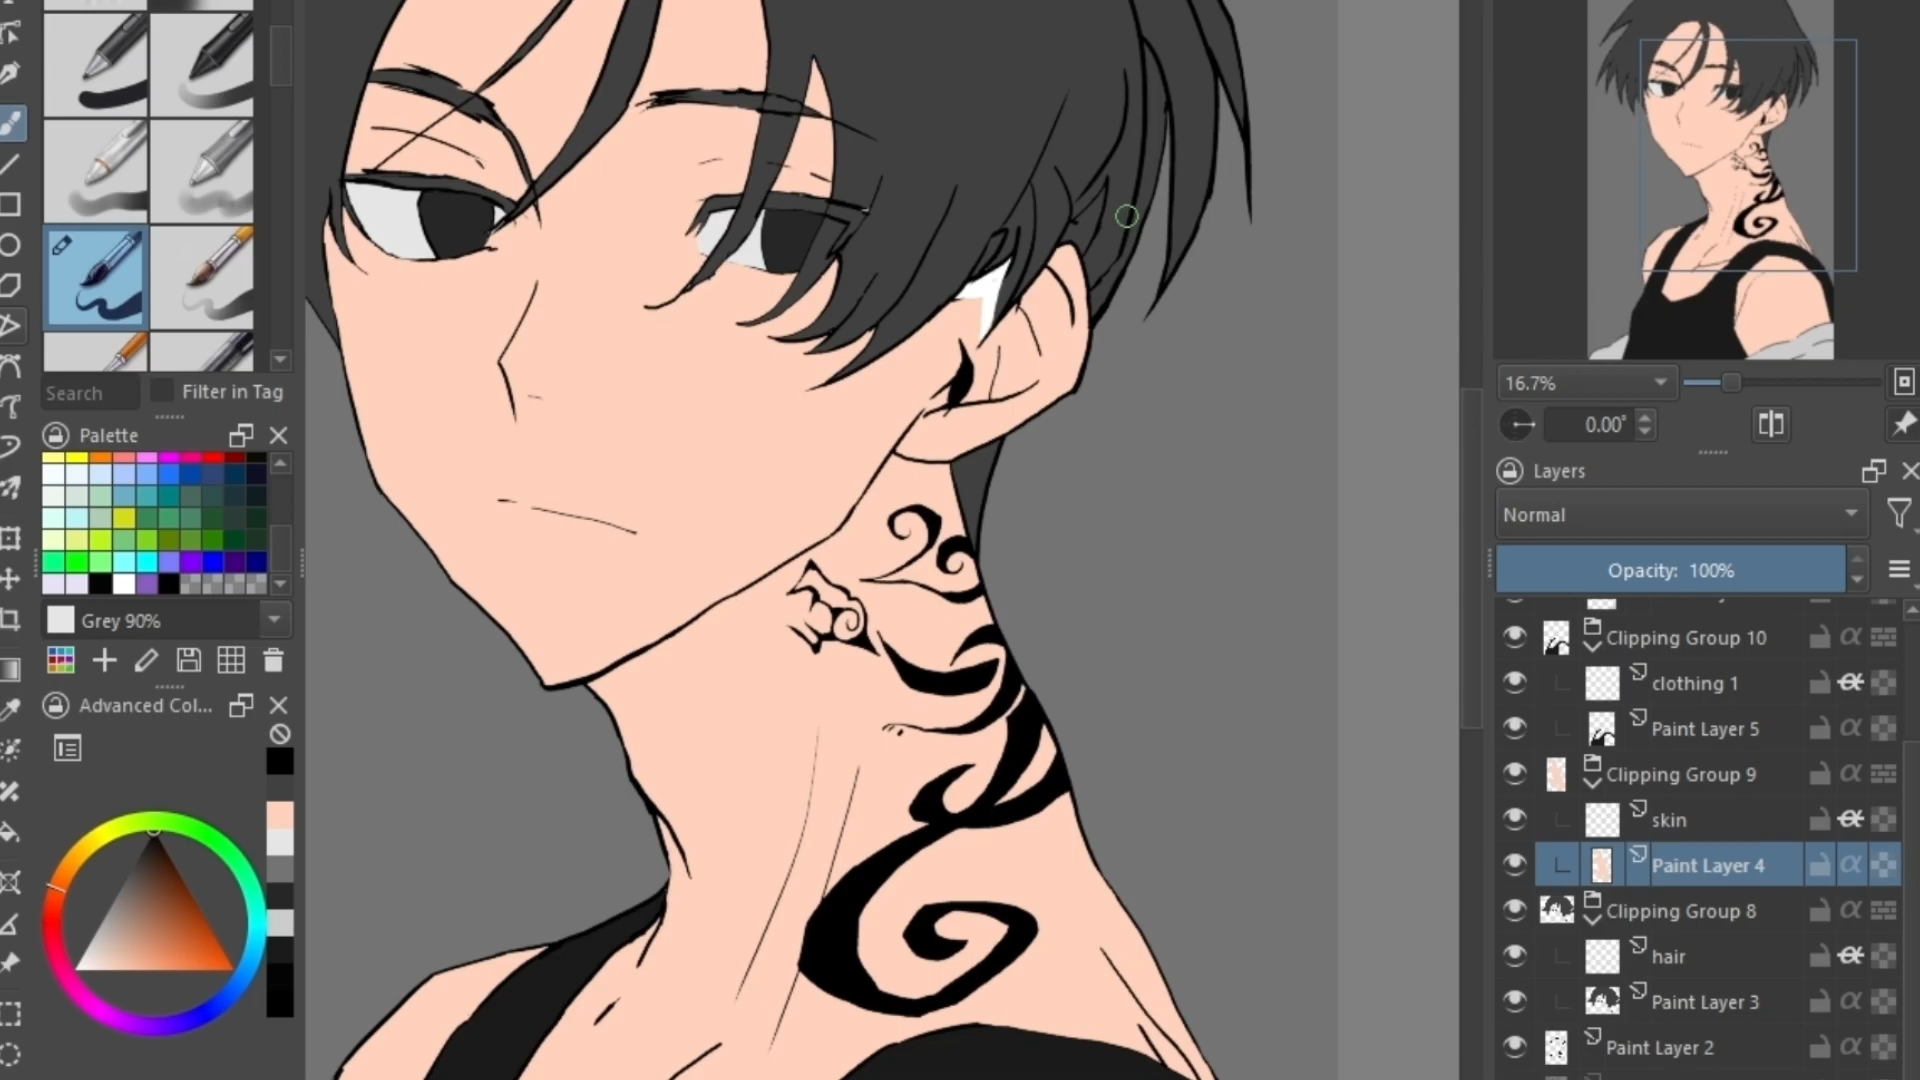 Search
Filter in Tag
Palette
Grey 90%
Advanced Col...
16.7%
0.00°
Layers
Normal
Opacity: 100%
Clipping Group 10
clothing 1
Paint Layer 5
Clipping Group 9
skin
Paint Layer 4
Clipping Group 8
hair
Paint Layer 3
Paint Layer 2